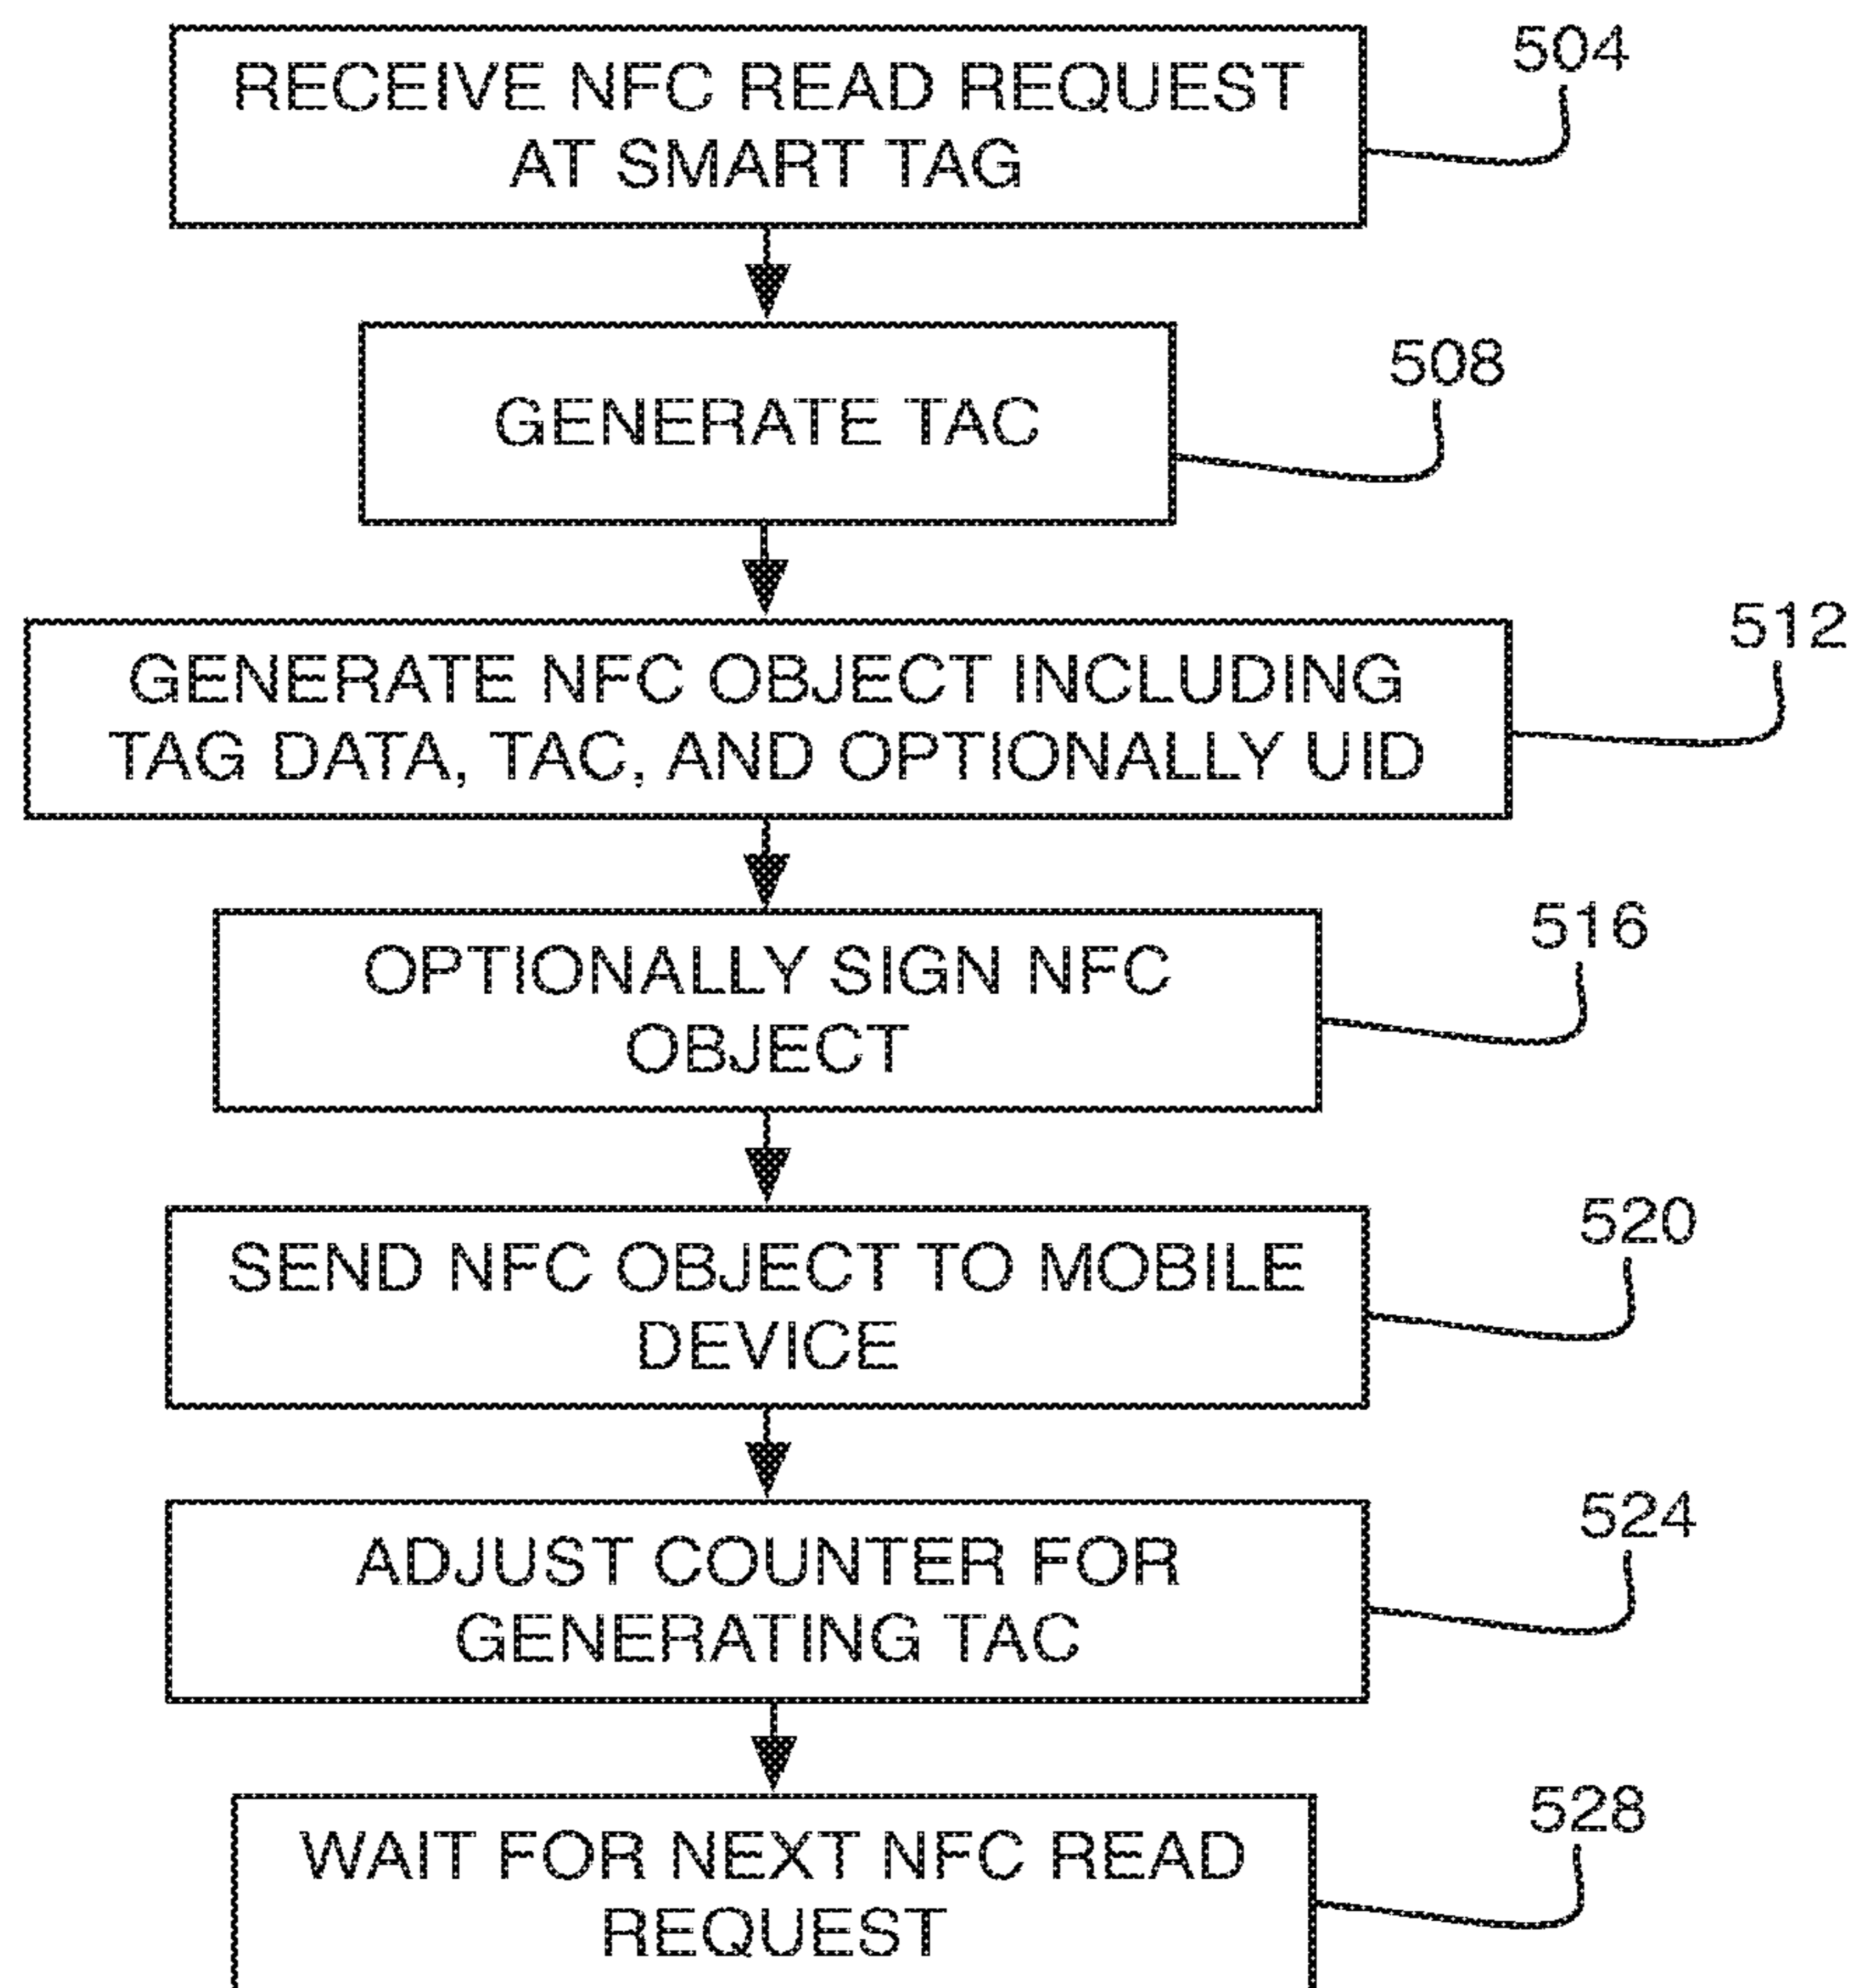 RECEIVE NFC READ REQUEST
AT SMART TAG
504
GENERATE TAC
508
GENERATE NFC OBJECT INCLUDING
TAG DATA, TAC, AND OPTIONALLY UID
512
OPTIONALLY SIGN NFC
OBJECT
516
SEND NFC OBJECT TO MOBILE
DEVICE
520
ADJUST COUNTER FOR
GENERATING TAC
524
WAIT FOR NEXT NFC READ
REQUEST
528